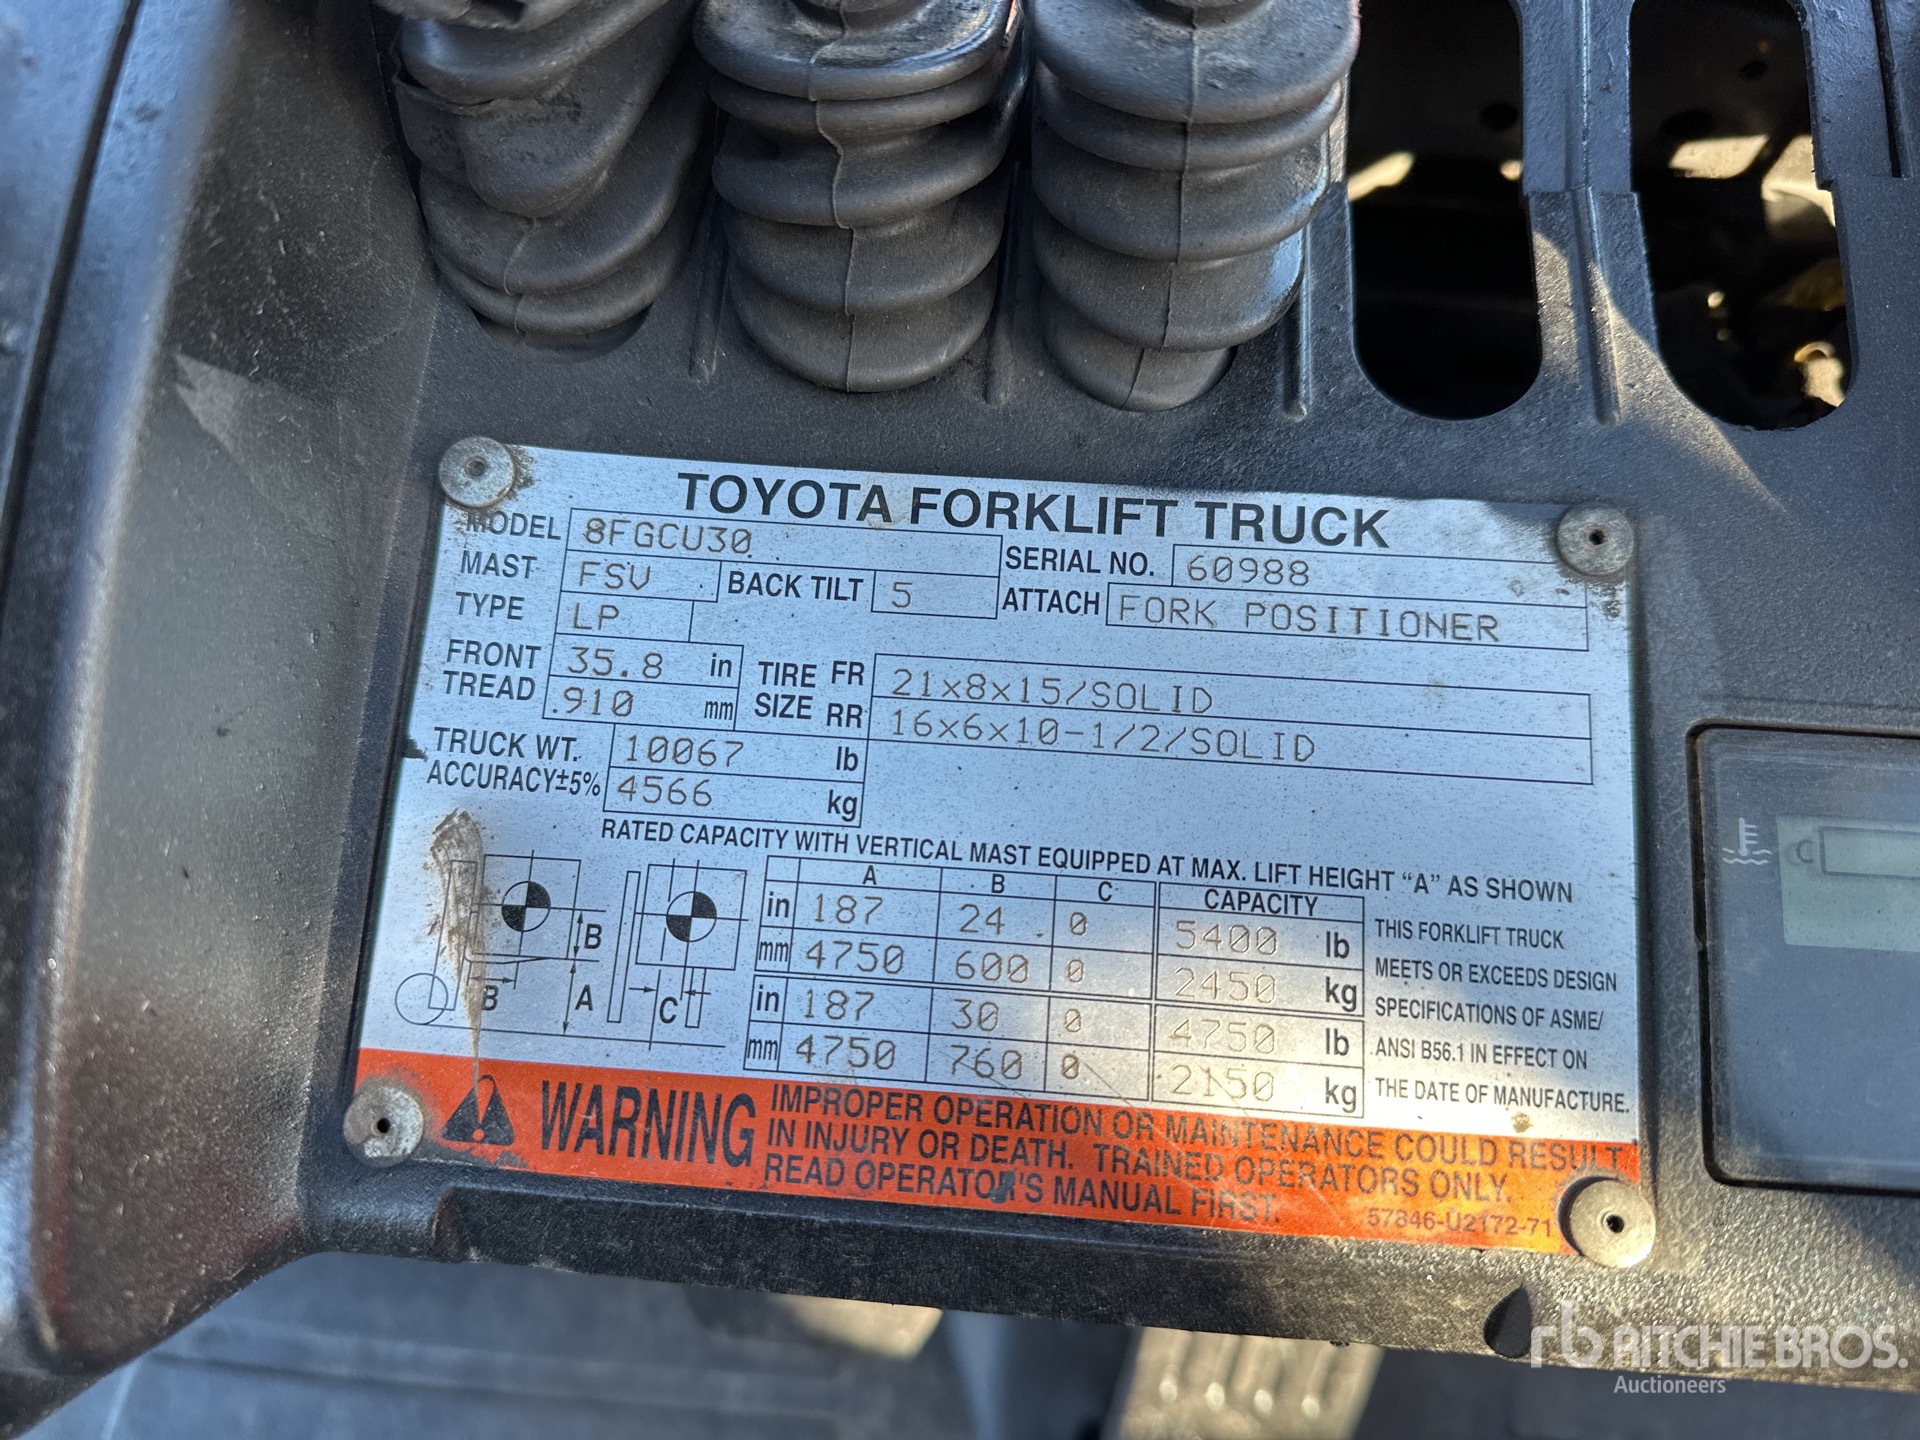 TOYOTA FORKLIFT TRUCK
MODEL 8FGCU30 SERIAL NO. 60988
MAST FSV BACK TILT 5 ATTACH FORK POSITIONER
TYPE LP
FRONT TREAD 35.8 in TIRE SIZE FR 21x8x15/SOLID
910 mm RR 16x6x10-1/2/SOLID
TRUCK WT. 10067 lb
ACCURACY±5% 4566 kg
RATED CAPACITY WITH VERTICAL MAST EQUIPPED AT MAX. LIFT HEIGHT "A" AS SHOWN
A B C CAPACITY
in 187 24 0 5400 lb
mm 4750 600 0 2450 kg
in 187 30 0 4750 lb
mm 4750 760 0 2150 kg
B
B A C
THIS FORKLIFT TRUCK
MEETS OR EXCEEDS DESIGN
SPECIFICATIONS OF ASME/
ANSI B56.1 IN EFFECT ON
THE DATE OF MANUFACTURE.
WARNING
IMPROPER OPERATION OR MAINTENANCE COULD RESULT
IN INJURY OR DEATH. TRAINED OPERATORS ONLY.
READ OPERATOR'S MANUAL FIRST.
57846-U2172-71
C
rb RITCHIE BROS.
Auctioneers